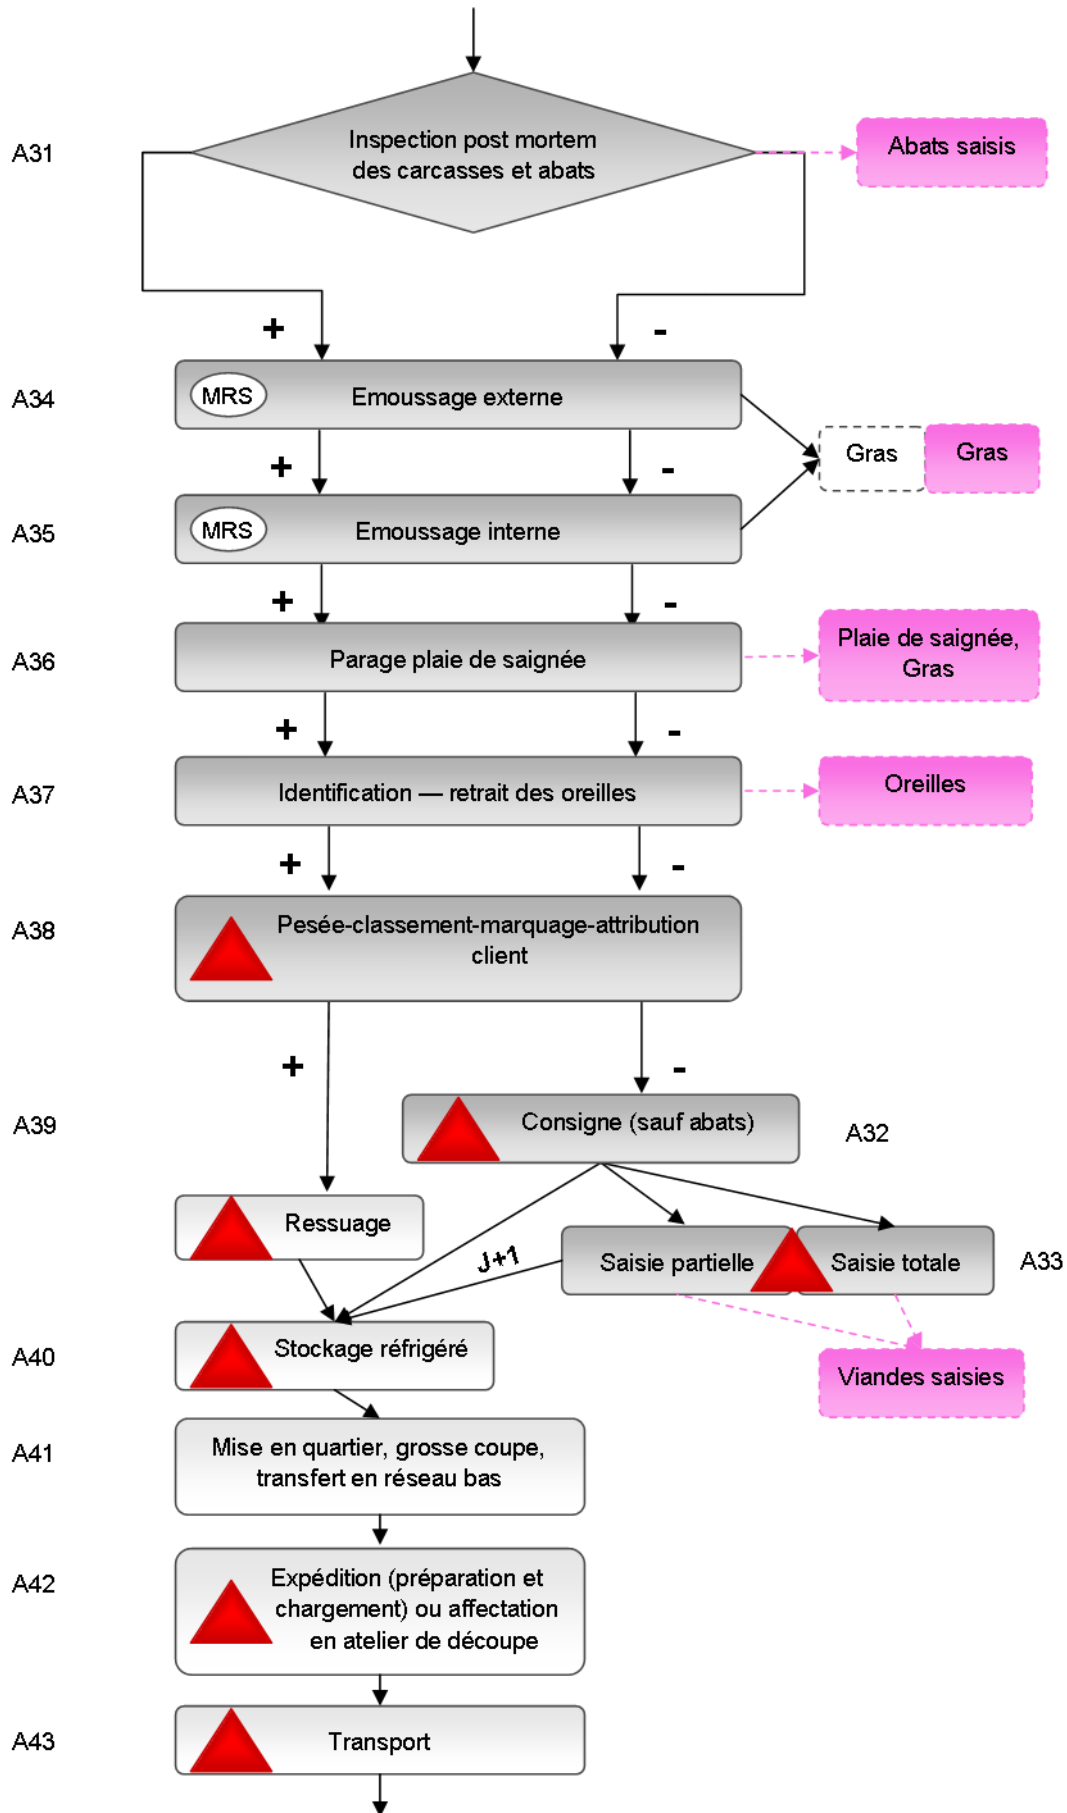 A31
Inspection post mortem
des carcasses et abats
Abats saisis
+
-
A34
MRS
Emoussage externe
Gras
Gras
+
-
A35
MRS
Emoussage interne
+
-
A36
Parage plaie de saignée
Plaie de saignée,
Gras
+
-
A37
Identification — retrait des oreilles
Oreilles
+
-
A38
Pesée-classement-marquage-attribution
client
+
-
A39
Consigne (sauf abats)
A32
Ressuage
J+1
Saisie partielle
Saisie totale
A33
A40
Stockage réfrigéré
Viandes saisies
A41
Mise en quartier, grosse coupe,
transfert en réseau bas
A42
Expédition (préparation et
chargement) ou affectation
en atelier de découpe
A43
Transport